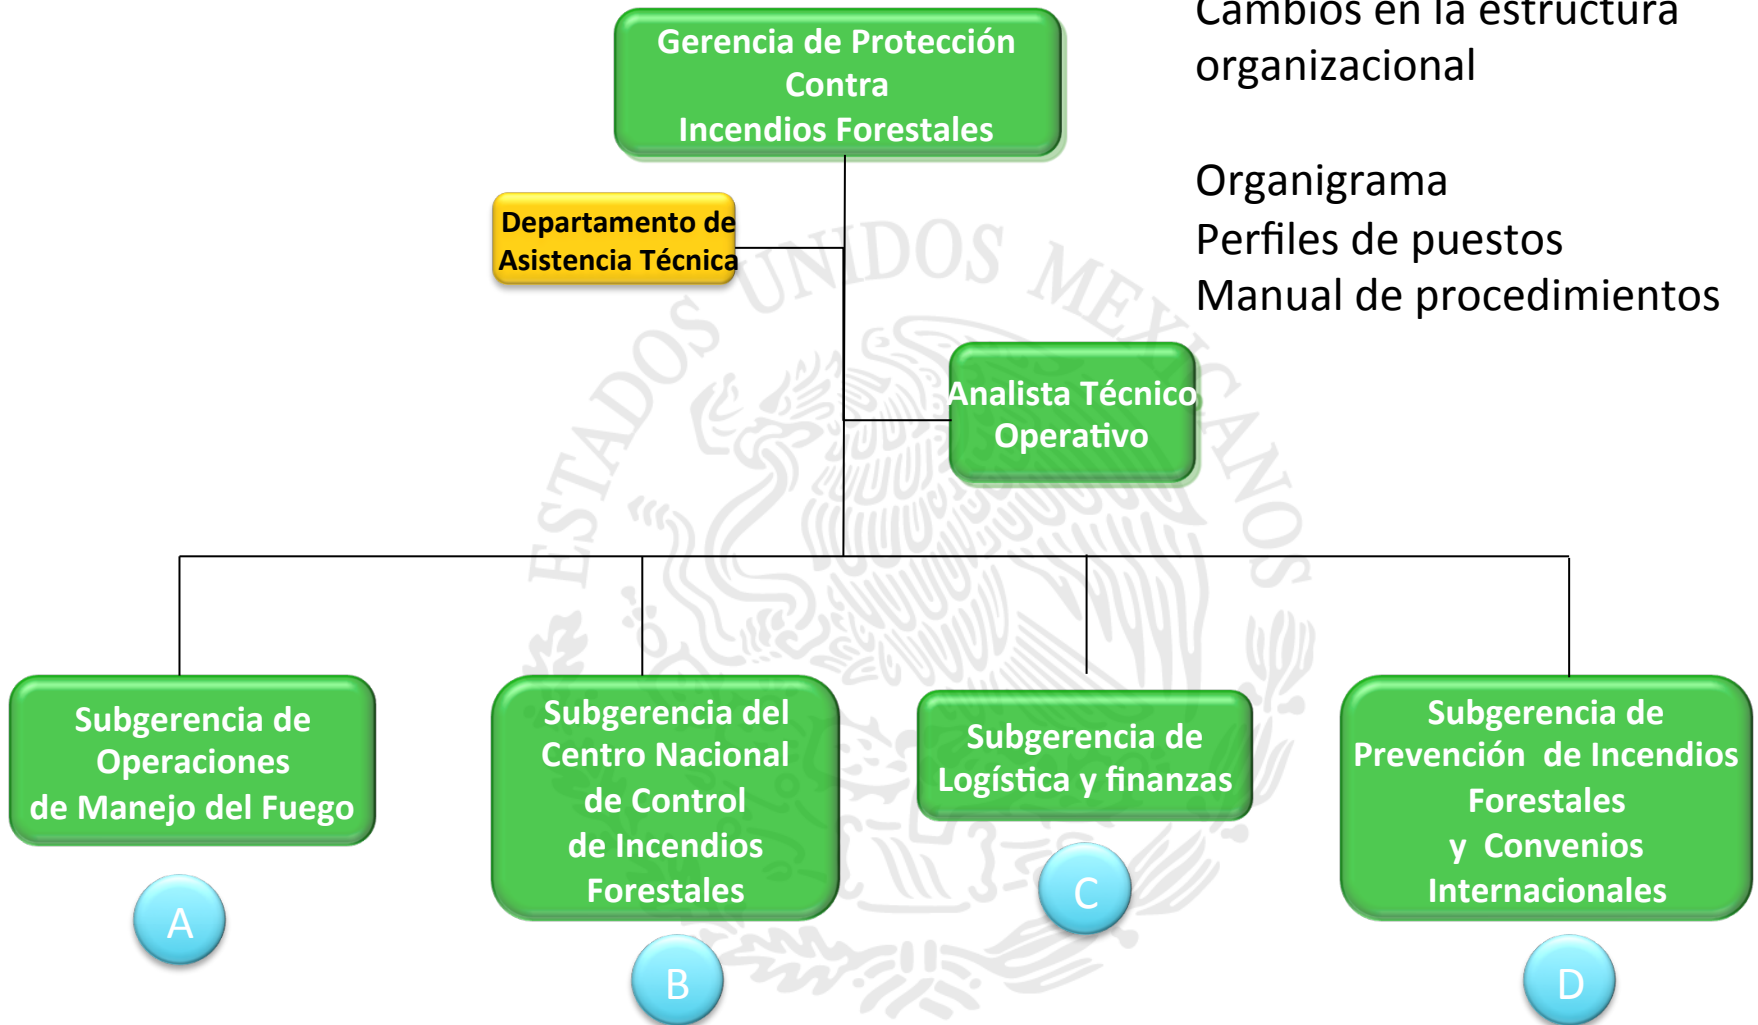 Cambios en la estructura
organizacional
Gerencia de Protección
Contra
Incendios Forestales
Organigrama
Perfiles de puestos
Manual de procedimientos
Departamento de
Asistencia Técnica
Analista Técnico
Operativo
Subgerencia de
Operaciones
de Manejo del Fuego
A
Subgerencia del
Centro Nacional
de Control
de Incendios
Forestales
B
Subgerencia de
Logística y finanzas
C
Subgerencia de
Prevención de Incendios
Forestales
y Convenios
Internacionales
D
ESTADOS UNIDOS MEXICANOS